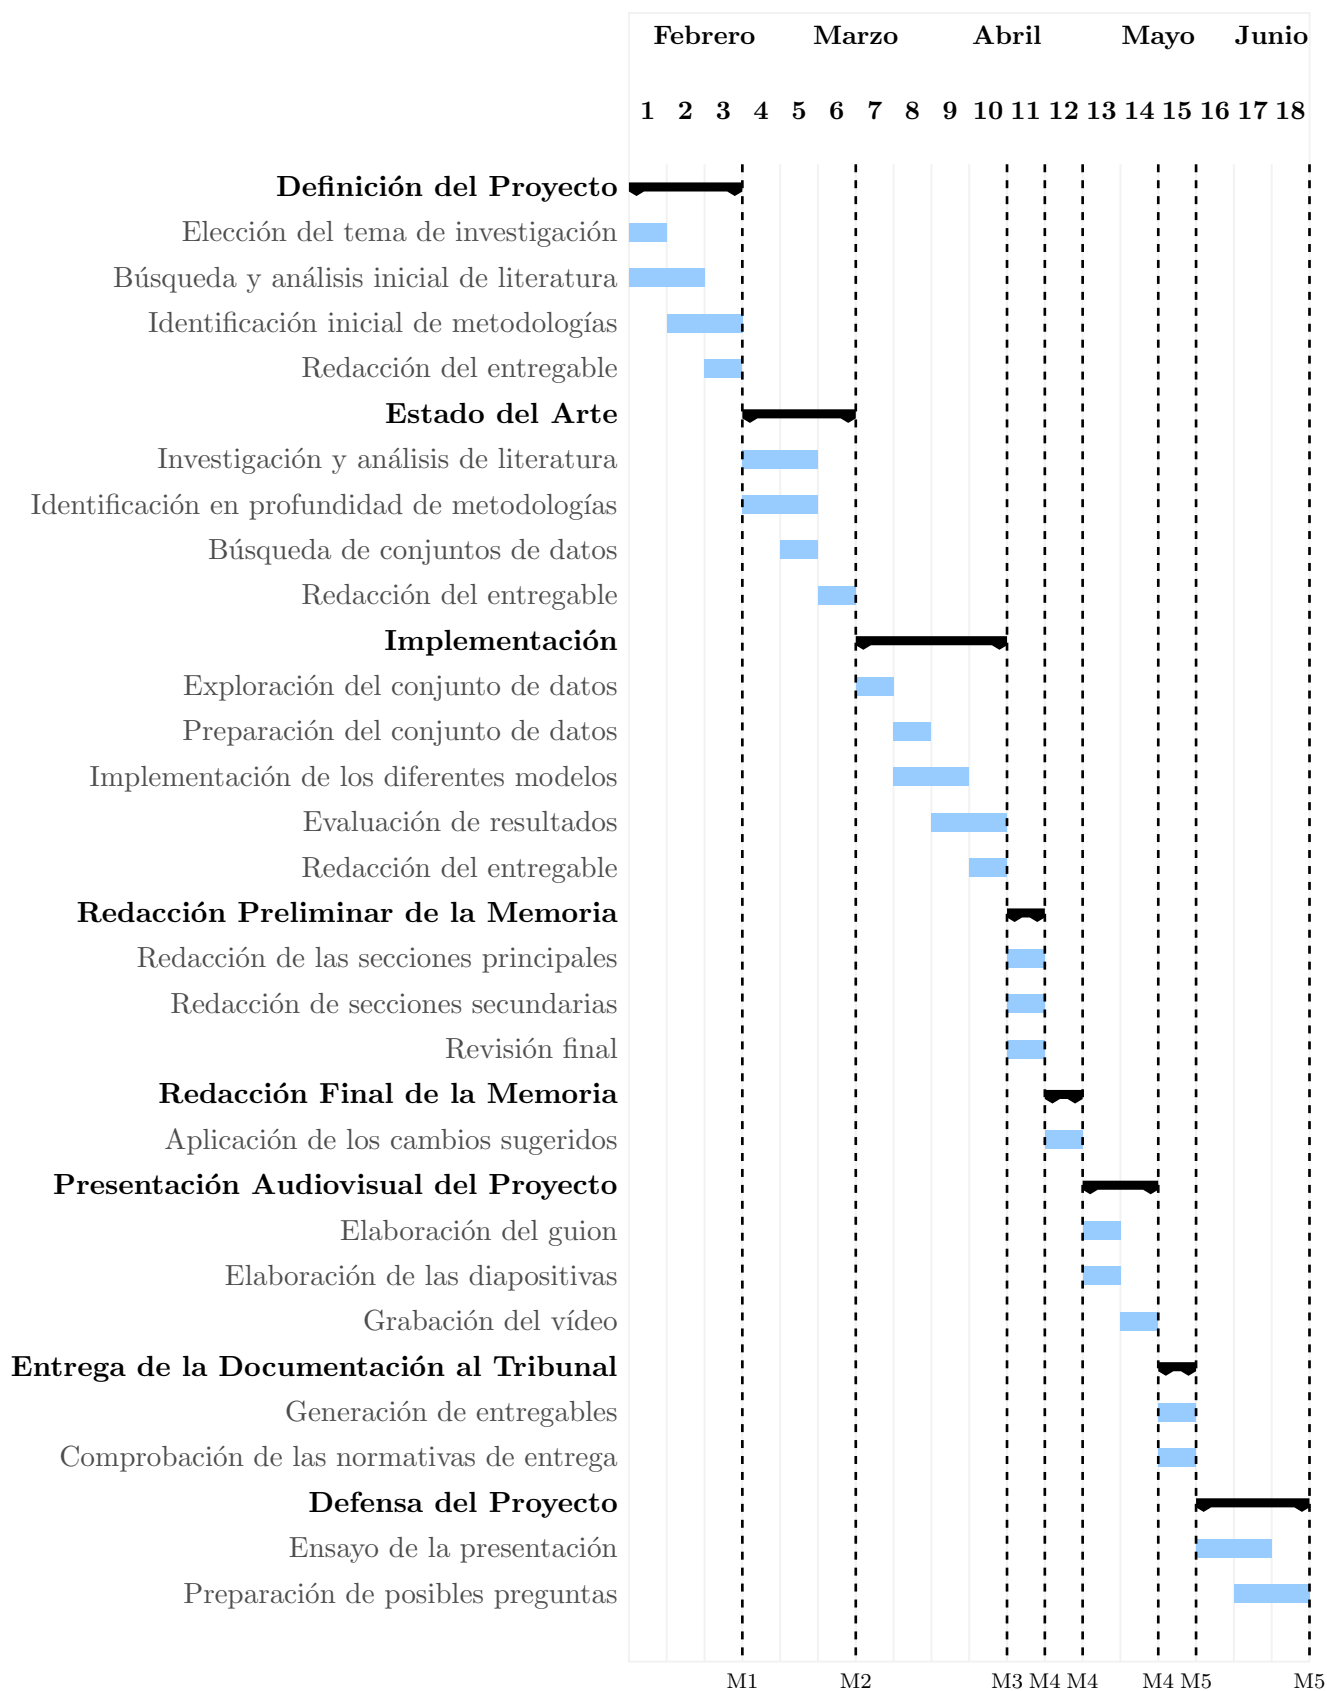 Febrero Marzo Abril Mayo Junio
1 2 3 4 5 6 7 8 9 10 11 12 13 14 15 16 17 18
Definición del Proyecto
Elección del tema de investigación
Búsqueda y análisis inicial de literatura
Identificación inicial de metodologías
Redacción del entregable
Estado del Arte
Investigación y análisis de literatura
Identificación en profundidad de metodologías
Búsqueda de conjuntos de datos
Redacción del entregable
Implementación
Exploración del conjunto de datos
Preparación del conjunto de datos
Implementación de los diferentes modelos
Evaluación de resultados
Redacción del entregable
Redacción Preliminar de la Memoria
Redacción de las secciones principales
Redacción de secciones secundarias
Revisión final
Redacción Final de la Memoria
Aplicación de los cambios sugeridos
Presentación Audiovisual del Proyecto
Elaboración del guion
Elaboración de las diapositivas
Grabación del vídeo
Entrega de la Documentación al Tribunal
Generación de entregables
Comprobación de las normativas de entrega
Defensa del Proyecto
Ensayo de la presentación
Preparación de posibles preguntas
M1 M2 M3 M4 M4 M4 M5 M5